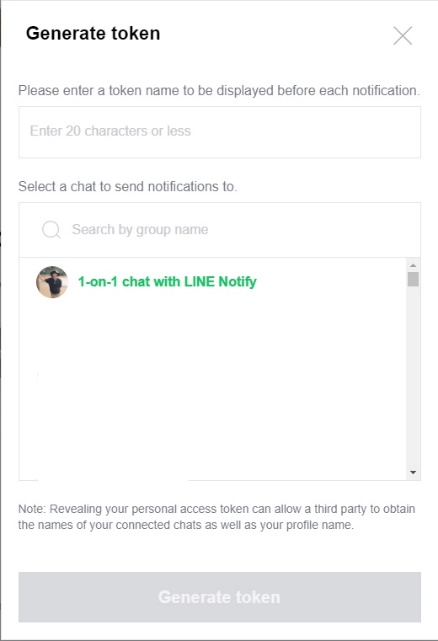 Generate token
Please enter a token name to be displayed before each notification.
Enter 20 characters or less
Select a chat to send notifications to.
Search by group name
1-on-1 chat with LINE Notify
Note: Revealing your personal access token can allow a third party to obtain
the names of your connected chats as well as your profile name.
Generate token